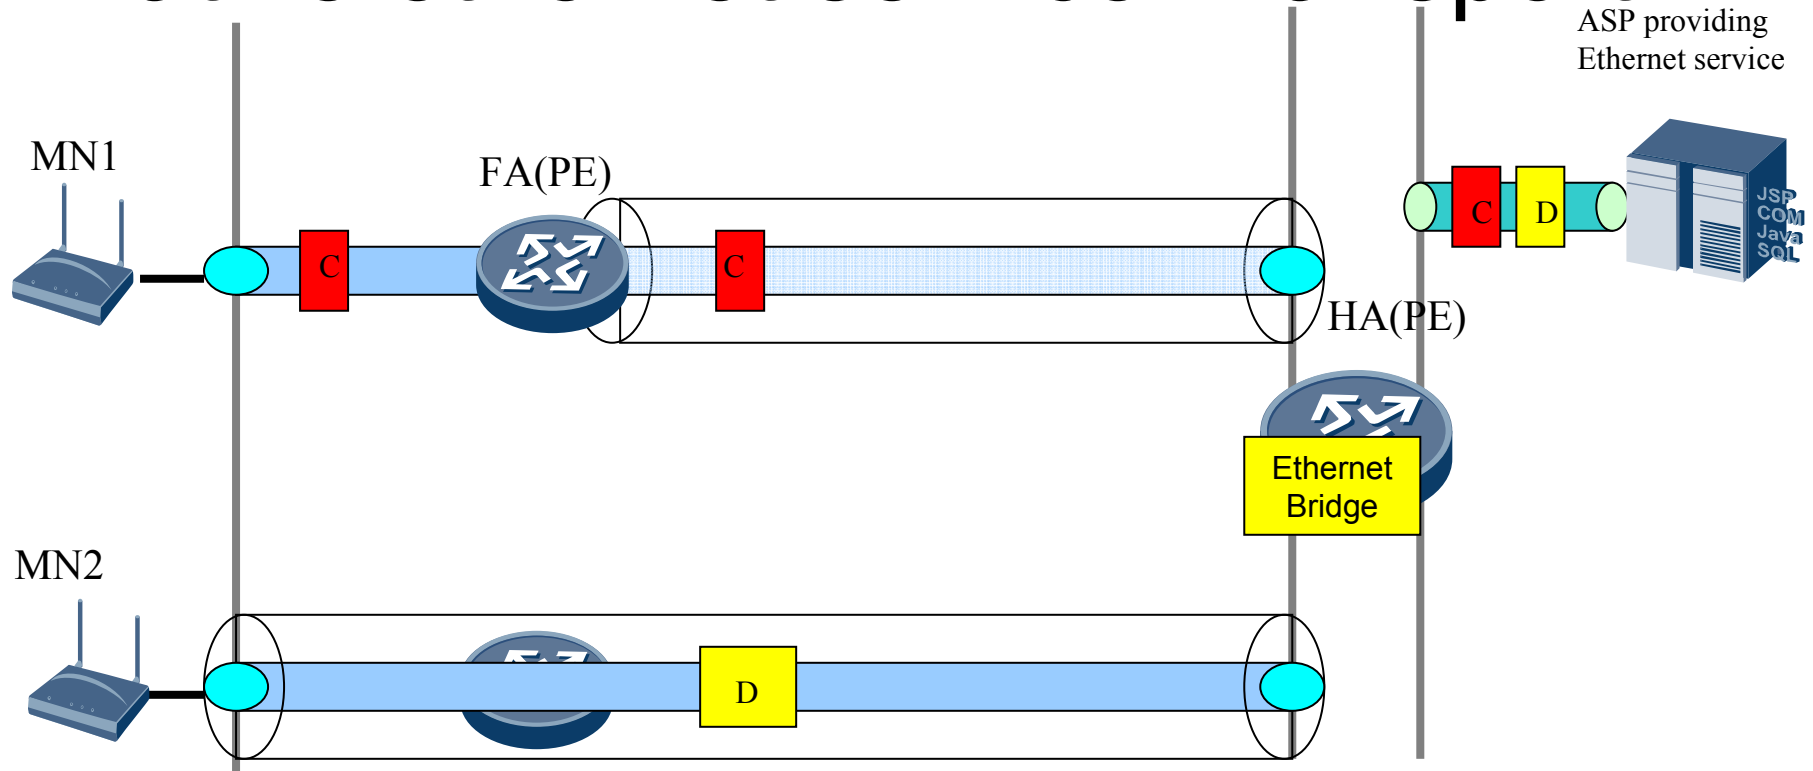 ASP providing
Ethernet service
MN1
FA(PE)
C
C
C
D
JSP
COM
Java
SQL
HA(PE)
Ethernet
Bridge
MN2
D